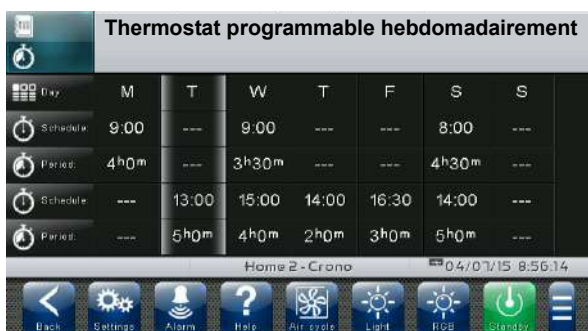 Thermostat programmable hebdomadairement
Day M T W T F S S
Schedule: 9:00 --- 9:00 --- --- 8:00 ---
Period: 4h0m --- 3h30m --- --- 4h30m ---
Schedule: --- 13:00 15:00 14:00 16:30 14:00 ---
Period: --- 5h0m 4h0m 2h0m 3h0m 5h0m ---
Home 2 - Crono 04/07/15 8:56:14
Back Settings Alarm Help Air cycle Light RGB Standby